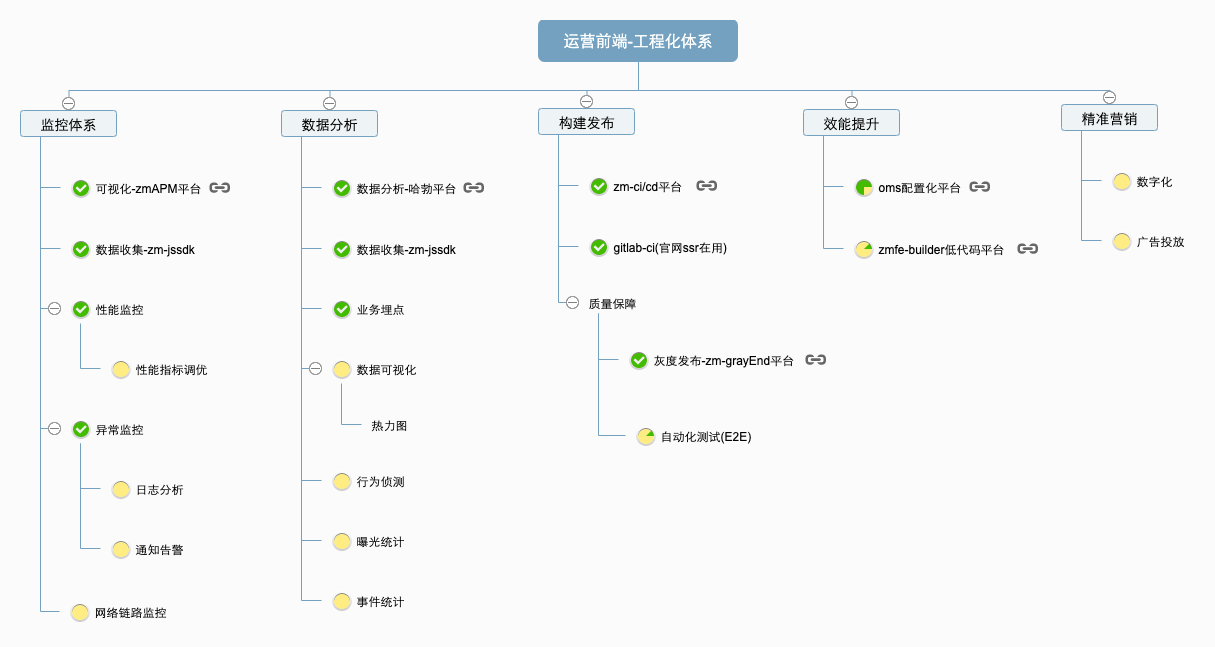 运营前端-工程化体系
监控体系
可视化-zmAPM平台
数据收集-zm-jssdk
性能监控
性能指标调优
异常监控
日志分析
通知告警
网络链路监控
数据分析
数据分析-哈勃平台
数据收集-zm-jssdk
业务埋点
数据可视化
热力图
行为侦测
曝光统计
事件统计
构建发布
zm-ci/cd平台
gitlab-ci(官网ssr在用)
质量保障
灰度发布-zm-grayEnd平台
自动化测试(E2E)
效能提升
oms配置化平台
zmfe-builder低代码平台
精准营销
数字化
广告投放